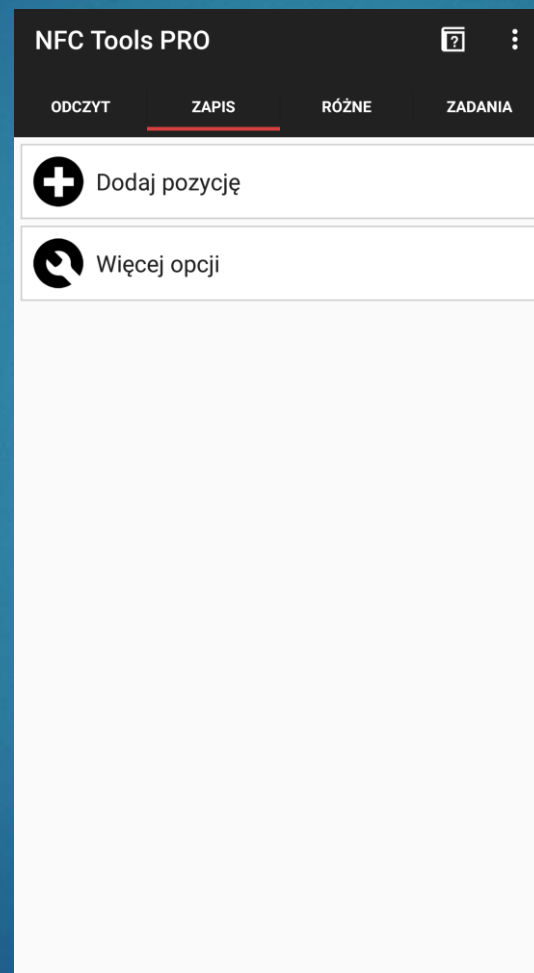 NFC Tools PRO
ODCZYT ZAPIS RÓŻNE ZADANIA
Dodaj pozycję
Więcej opcji